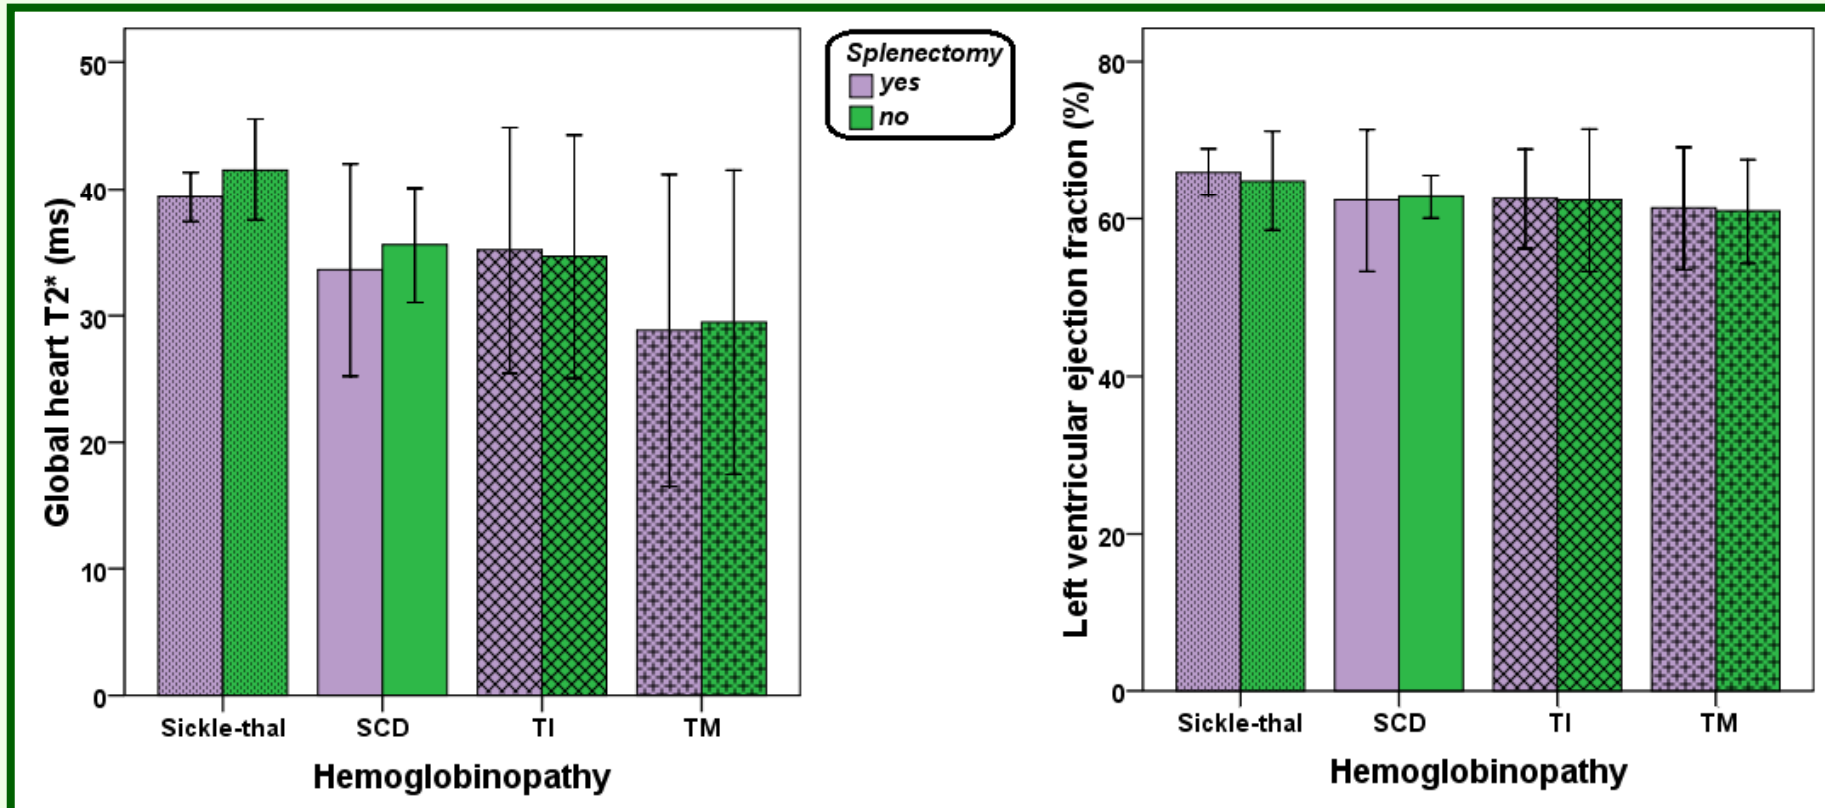 Global heart T2* (ms)
50
40
30
20
10
0
Sickle-thal SCD TI TM
Hemoglobinopathy
Splenectomy
yes
no
Left ventricular ejection fraction (%)
80
60
40
20
0
Sickle-thal SCD TI TM
Hemoglobinopathy